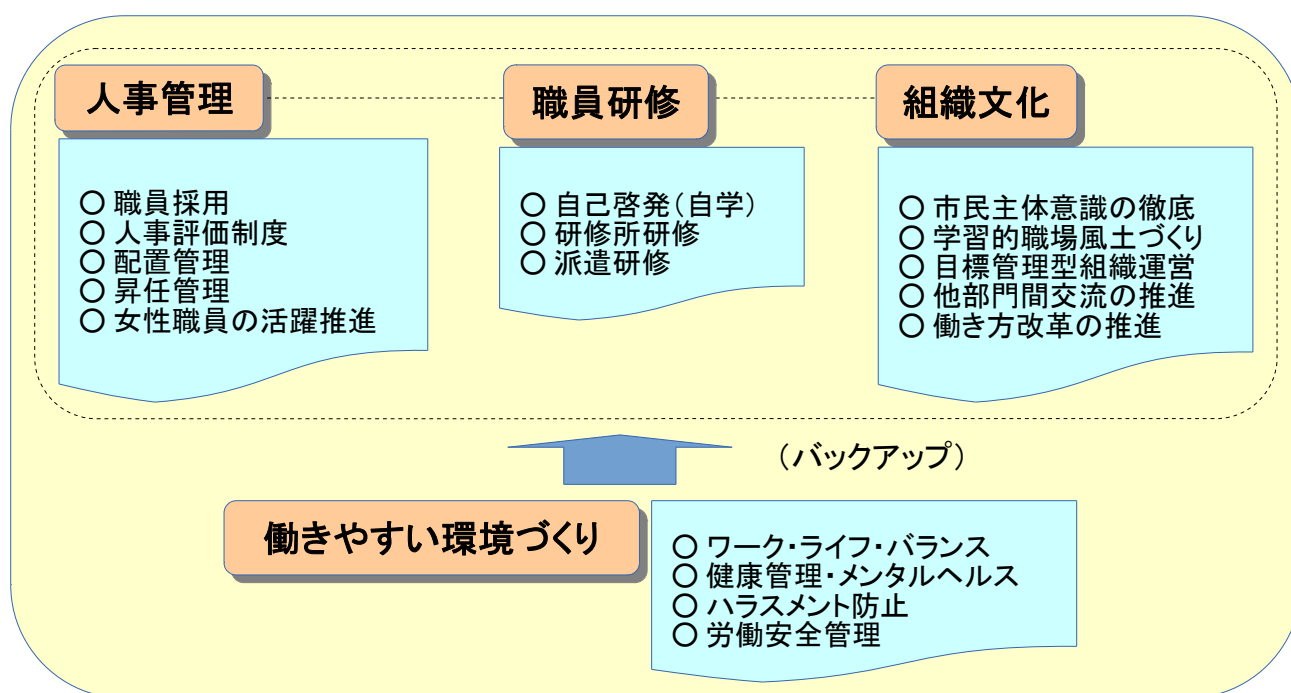 人事管理
○ 職員採用
○ 人事評価制度
○ 配置管理
○ 昇任管理
○ 女性職員の活躍推進
職員研修
○ 自己啓発(自学)
○ 研修所研修
○ 派遣研修
組織文化
○ 市民主体意識の徹底
○ 学習的職場風土づくり
○ 目標管理型組織運営
○ 他部門間交流の推進
○ 働き方改革の推進
(バックアップ)
働きやすい環境づくり
○ ワーク・ライフ・バランス
○ 健康管理・メンタルヘルス
○ ハラスメント防止
○ 労働安全管理